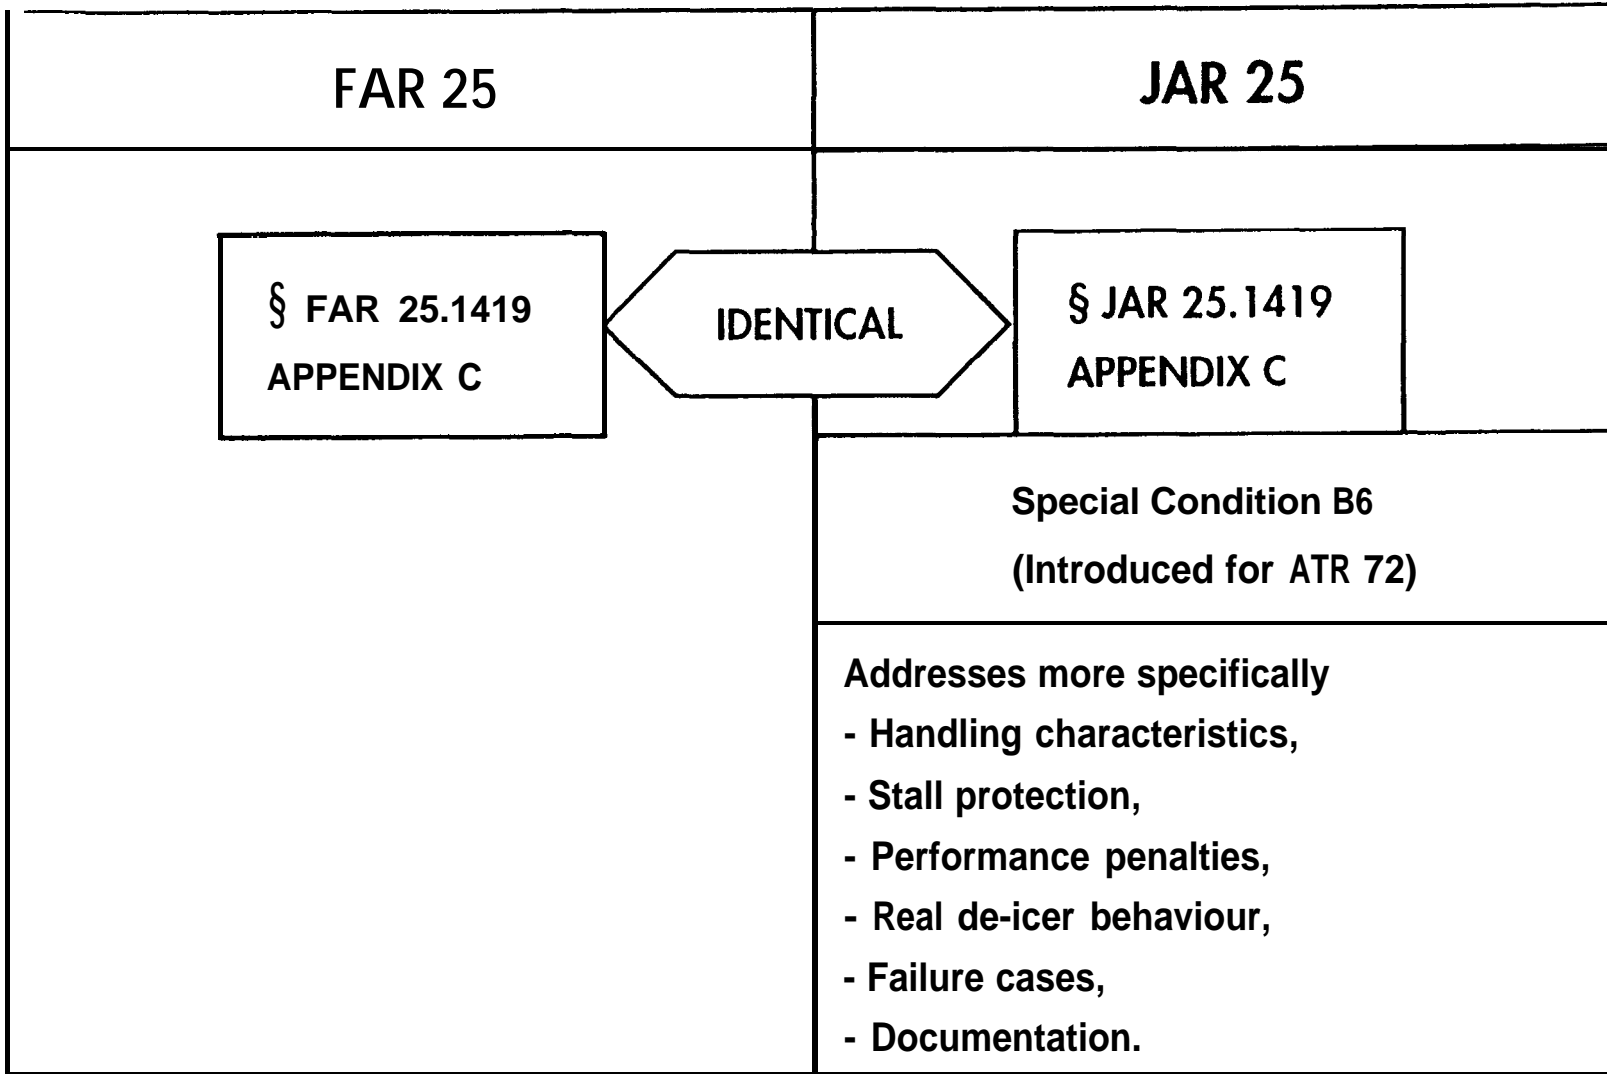 FAR 25
JAR 25
§ FAR 25.1419
APPENDIX C
IDENTICAL
§ JAR 25.1419
APPENDIX C
Special Condition B6
(Introduced for ATR 72)
Addresses more specifically
- Handling characteristics,
- Stall protection,
- Performance penalties,
- Real de-icer behaviour,
- Failure cases,
- Documentation.